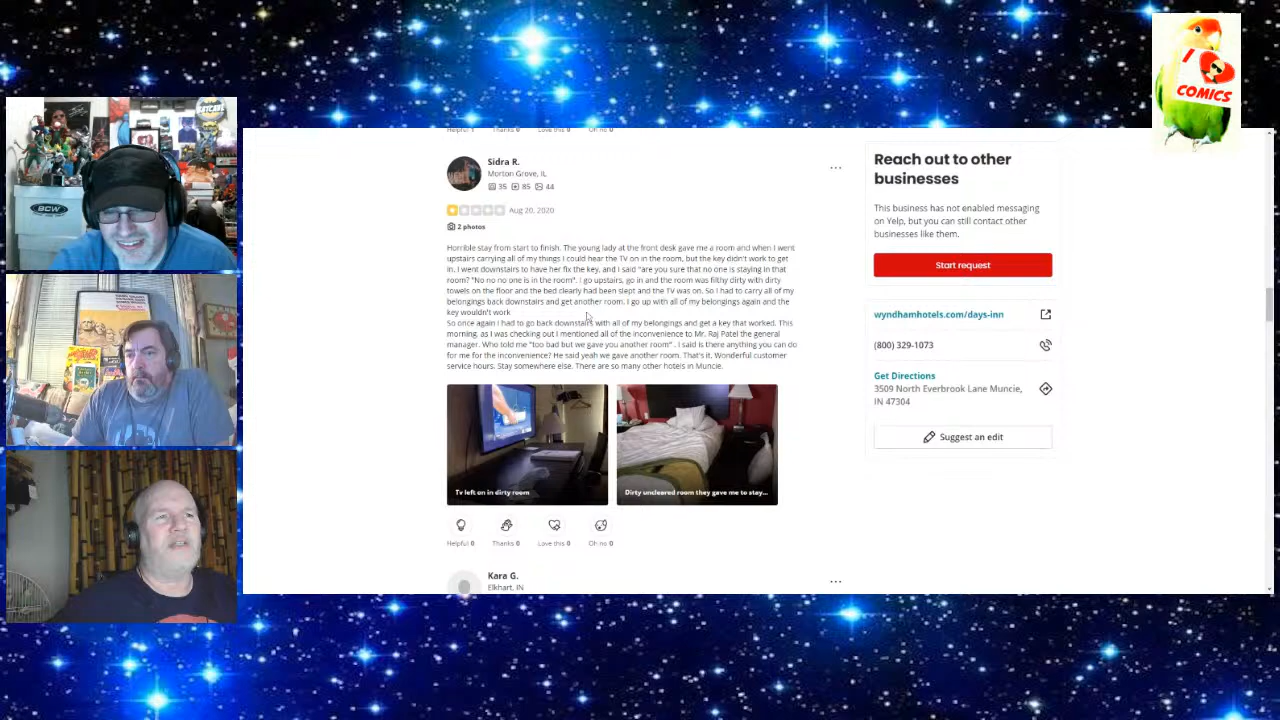 I
COMICS
BCW
Helpful 1 Thanks 0 Love this 0 Oh no 0
Sidra R.
Morton Grove, IL
35 85 44
Aug 20, 2020
2 photos
Horrible stay from start to finish. The young lady at the front desk gave me a room and when I went
upstairs carrying all of my things I could hear the TV on in the room, but the key didn't work to get
in. I went downstairs to have her fix the key, and I said "are you sure that no one is staying in that
room? "No no no one is in the room". I go upstairs, go in and the room was filthy dirty with dirty
towels on the floor and the bed clearly had been slept and the TV was on. So I had to carry all of my
belongings back downstairs and get another room. I go up with all of my belongings again and the
key wouldn't work
So once again I had to go back downstairs with all of my belongings and get a key that worked. This
morning, as I was checking out I mentioned all of the inconvenience to Mr. Raj Patel the general
manager. Who told me "too bad but we gave you another room" . I said is there anything you can do
for me for the inconvenience? He said yeah we gave another room. That's it. Wonderful customer
service hours. Stay somewhere else. There are so many other hotels in Muncie.
Tv left on in dirty room
Dirty uncleared room they gave me to stay...
Helpful 0 Thanks 0 Love this 0 Oh no 0
Kara G.
Elkhart, IN
Reach out to other
businesses
This business has not enabled messaging
on Yelp, but you can still contact other
businesses like them.
Start request
wyndhamhotels.com/days-inn
(800) 329-1073
Get Directions
3509 North Everbrook Lane Muncie,
IN 47304
Suggest an edit